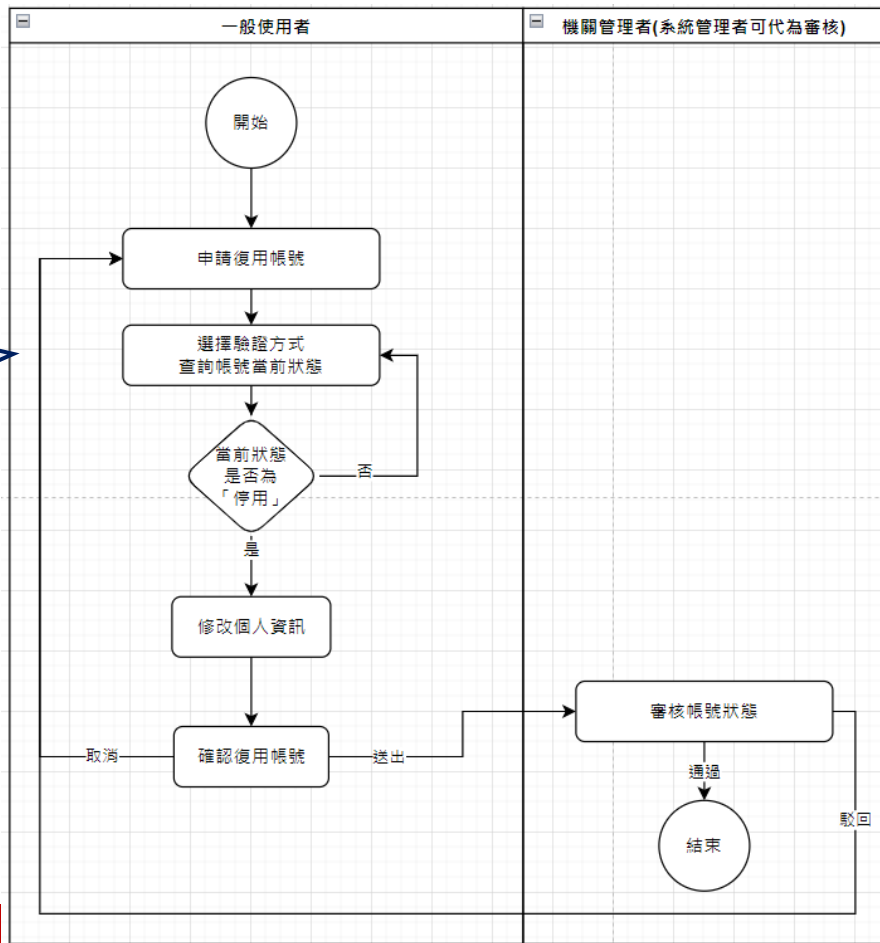 一般使用者
機關管理者(系統管理者可代為審核)
開始
申請復用帳號
選擇驗證方式
查詢帳號當前狀態
當前狀態
是否為
「停用」
否
是
修改個人資訊
確認復用帳號
取消
送出
審核帳號狀態
通過
駁回
結束